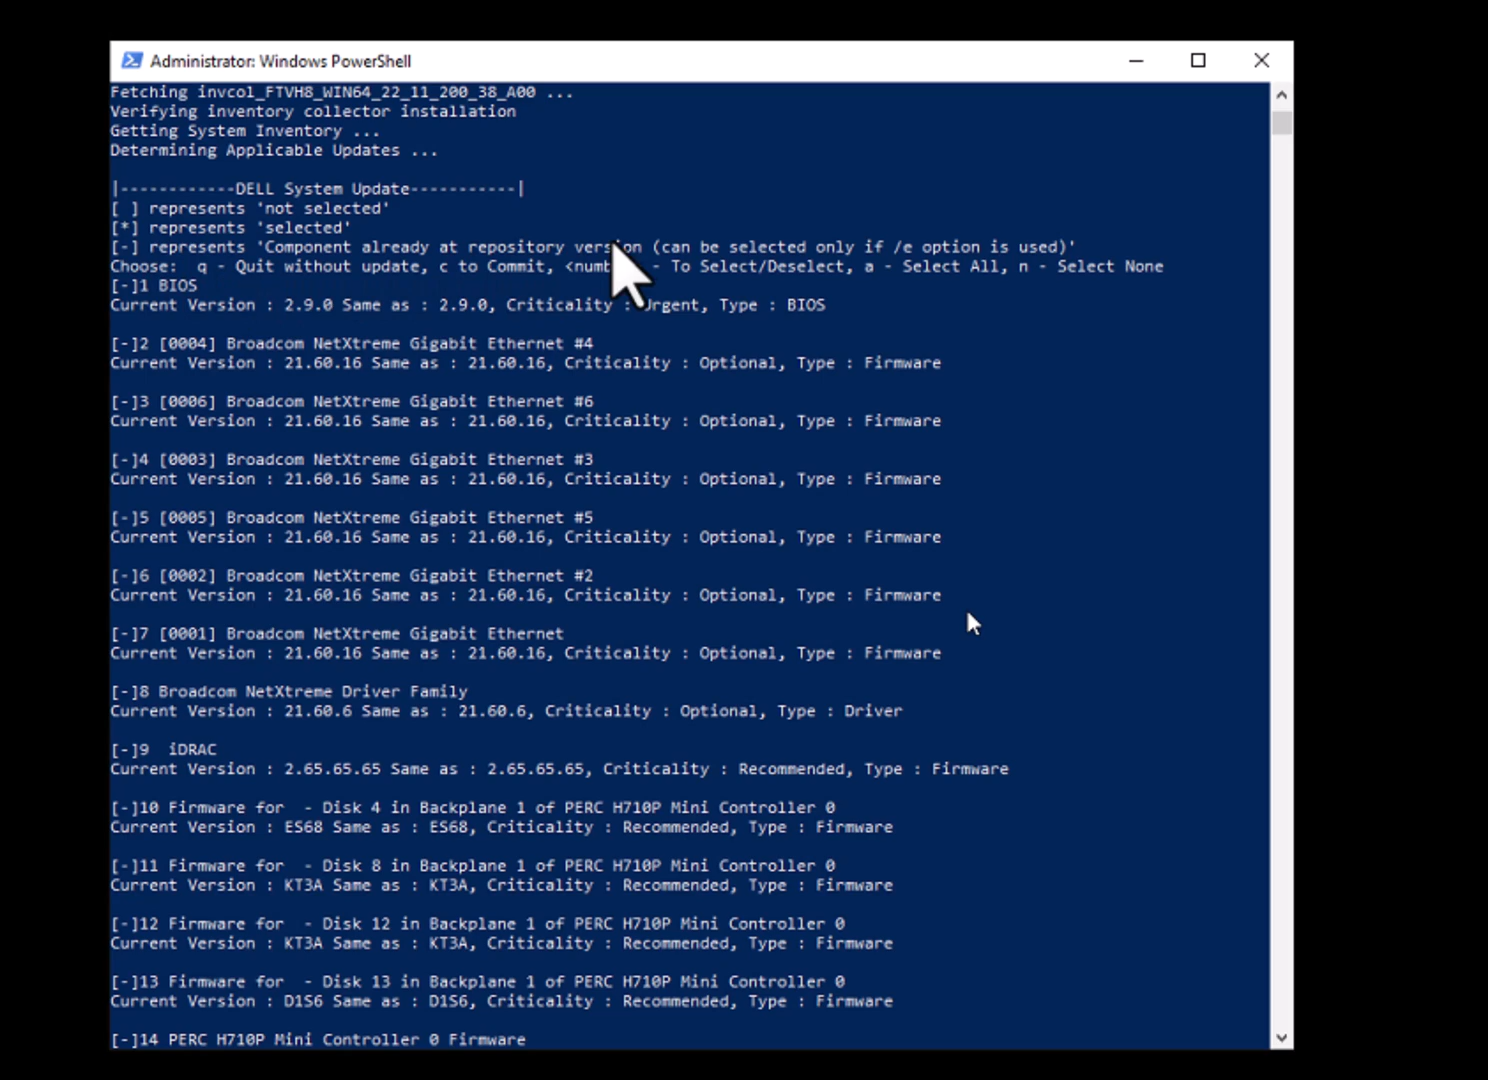 Administrator: Windows PowerShell
Fetching invcol_FTVH8_WIN64_22_11_200_38_A00 ...
Verifying inventory collector installation
Getting System Inventory ...
Determining Applicable Updates ...
|------------DELL System Update-----------|
[ ] represents 'not selected'
[*] represents 'selected'
[-] represents 'Component already at repository version (can be selected only if /e option is used)'
Choose:  q - Quit without update, c to Commit, - To Select/Deselect, a - Select All, n - Select None
[-]1 BIOS
Current Version : 2.9.0 Same as : 2.9.0, Criticality : Urgent, Type : BIOS
[-]2 [0004] Broadcom NetXtreme Gigabit Ethernet #4
Current Version : 21.60.16 Same as : 21.60.16, Criticality : Optional, Type : Firmware
[-]3 [0006] Broadcom NetXtreme Gigabit Ethernet #6
Current Version : 21.60.16 Same as : 21.60.16, Criticality : Optional, Type : Firmware
[-]4 [0003] Broadcom NetXtreme Gigabit Ethernet #3
Current Version : 21.60.16 Same as : 21.60.16, Criticality : Optional, Type : Firmware
[-]5 [0005] Broadcom NetXtreme Gigabit Ethernet #5
Current Version : 21.60.16 Same as : 21.60.16, Criticality : Optional, Type : Firmware
[-]6 [0002] Broadcom NetXtreme Gigabit Ethernet #2
Current Version : 21.60.16 Same as : 21.60.16, Criticality : Optional, Type : Firmware
[-]7 [0001] Broadcom NetXtreme Gigabit Ethernet
Current Version : 21.60.16 Same as : 21.60.16, Criticality : Optional, Type : Firmware
[-]8 Broadcom NetXtreme Driver Family
Current Version : 21.60.6 Same as : 21.60.6, Criticality : Optional, Type : Driver
[-]9  iDRAC
Current Version : 2.65.65.65 Same as : 2.65.65.65, Criticality : Recommended, Type : Firmware
[-]10 Firmware for  - Disk 4 in Backplane 1 of PERC H710P Mini Controller 0
Current Version : ES68 Same as : ES68, Criticality : Recommended, Type : Firmware
[-]11 Firmware for  - Disk 8 in Backplane 1 of PERC H710P Mini Controller 0
Current Version : KT3A Same as : KT3A, Criticality : Recommended, Type : Firmware
[-]12 Firmware for  - Disk 12 in Backplane 1 of PERC H710P Mini Controller 0
Current Version : KT3A Same as : KT3A, Criticality : Recommended, Type : Firmware
[-]13 Firmware for  - Disk 13 in Backplane 1 of PERC H710P Mini Controller 0
Current Version : D1S6 Same as : D1S6, Criticality : Recommended, Type : Firmware
[-]14 PERC H710P Mini Controller 0 Firmware